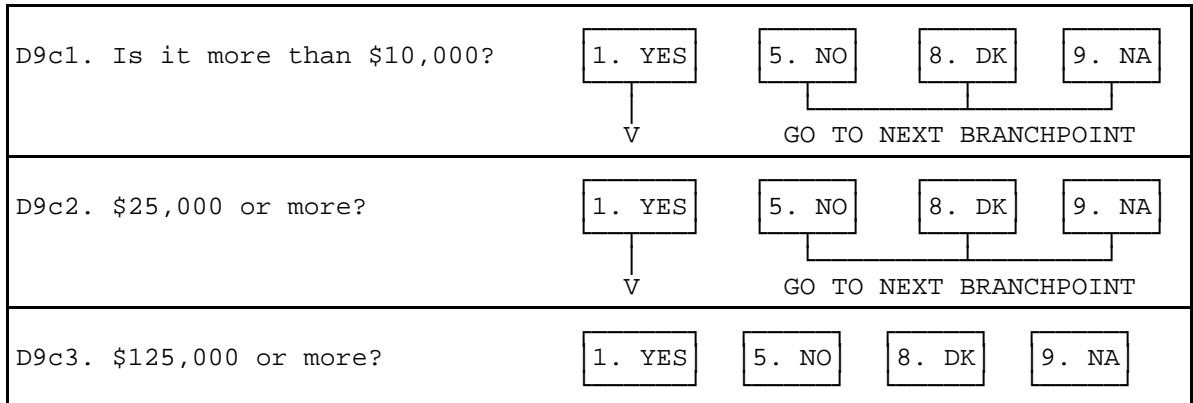 D9c1. Is it more than $10,000? 1. YES 5. NO 8. DK 9. NA
V GO TO NEXT BRANCHPOINT
D9c2. $25,000 or more? 1. YES 5. NO 8. DK 9. NA
V GO TO NEXT BRANCHPOINT
D9c3. $125,000 or more? 1. YES 5. NO 8. DK 9. NA